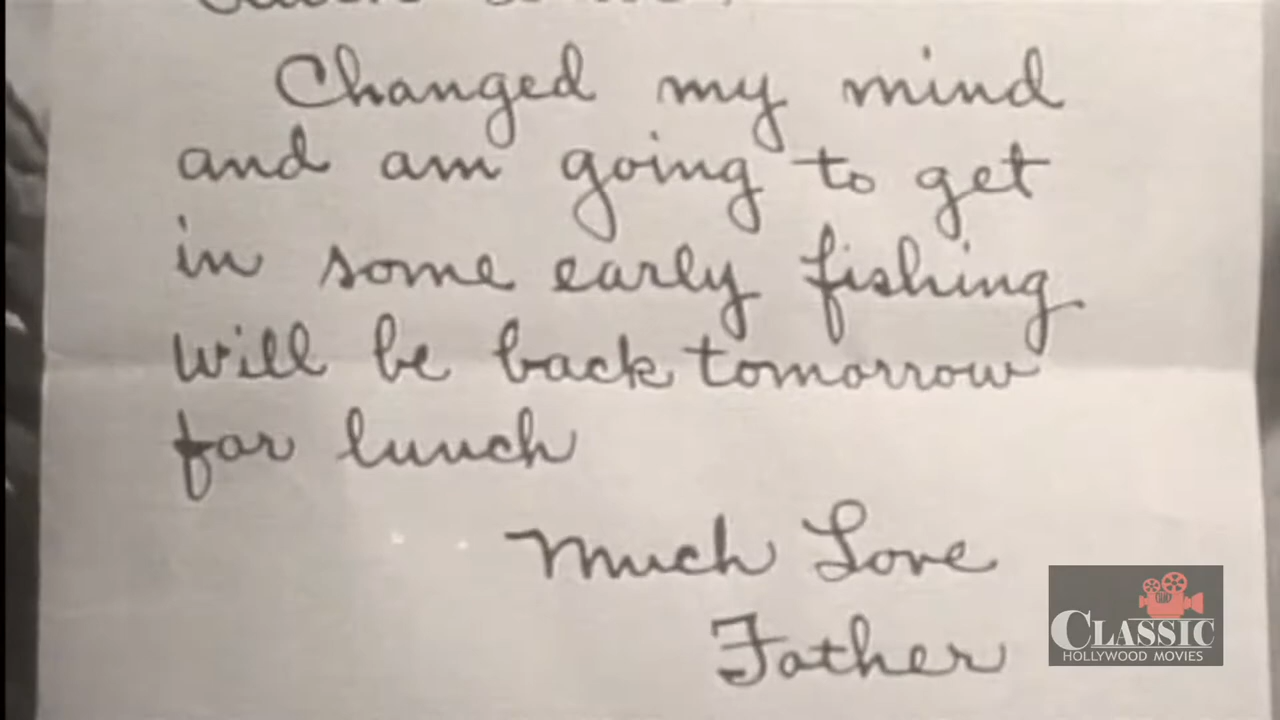 Changed my mind
and am going to get
in some early fishing
will be back tomorrow
for lunch
Much Love
Father
CLASSIC
HOLLYWOOD MOVIES